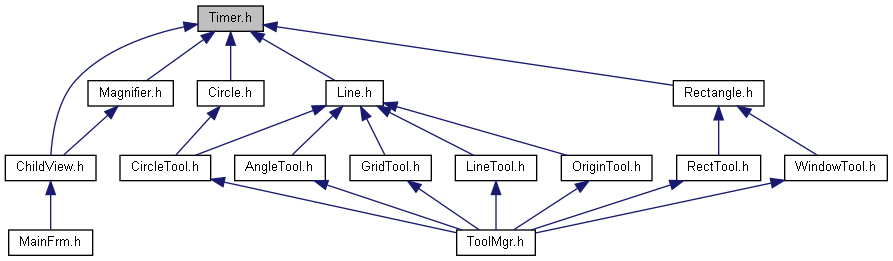 Timer.h
Magnifier.h
Circle.h
Line.h
Rectangle.h
ChildView.h
CircleTool.h
AngleTool.h
GridTool.h
LineTool.h
OriginTool.h
RectTool.h
WindowTool.h
MainFrm.h
ToolMgr.h